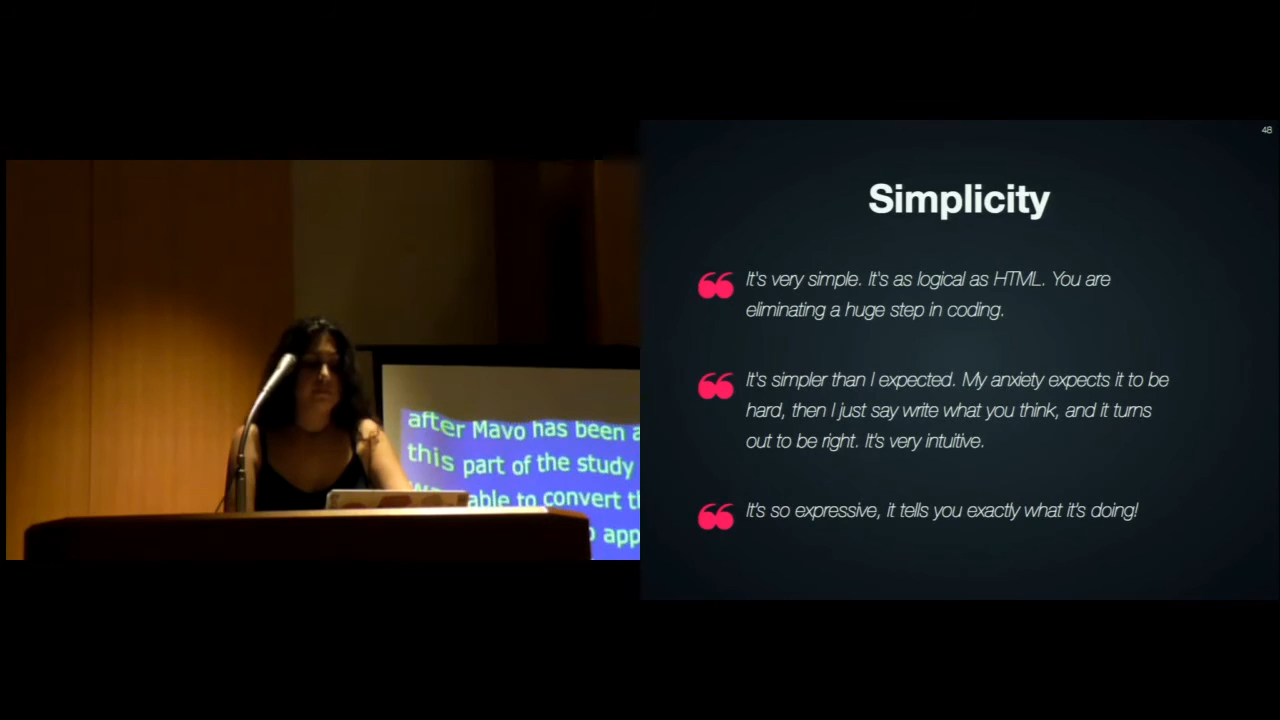 after Mavo has been
this part of the study
able to convert
app
48
Simplicity
It's very simple. It's as logical as HTML. You are
eliminating a huge step in coding.
It's simpler than I expected. My anxiety expects it to be
hard, then I just say write what you think, and it turns
out to be right. It's very intuitive.
It's so expressive, it tells you exactly what it's doing!